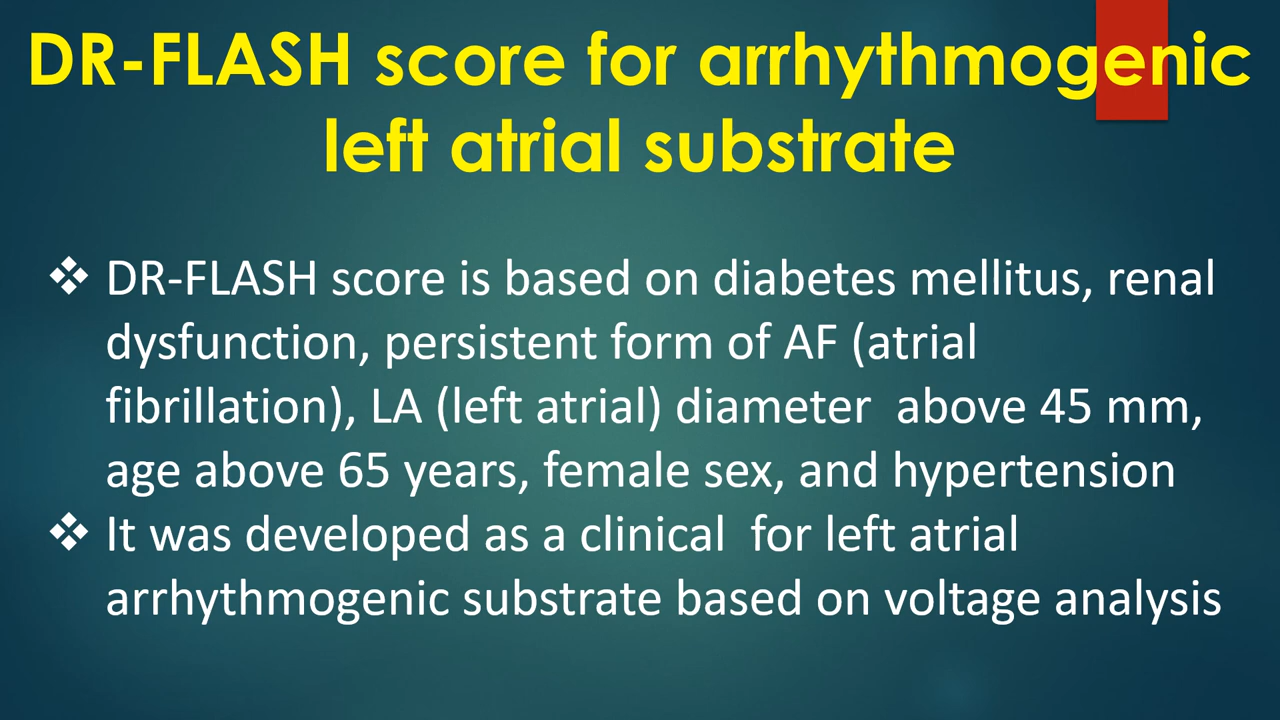 DR-FLASH score for arrhythmogenic
left atrial substrate
❖ DR-FLASH score is based on diabetes mellitus, renal
dysfunction, persistent form of AF (atrial
fibrillation), LA (left atrial) diameter  above 45 mm,
age above 65 years, female sex, and hypertension
❖ It was developed as a clinical  for left atrial
arrhythmogenic substrate based on voltage analysis